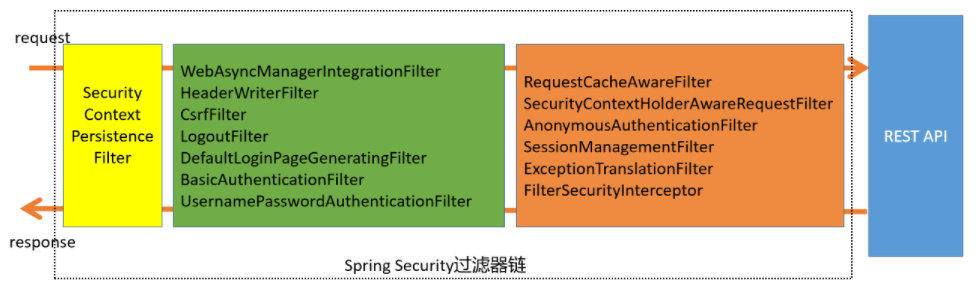 request
Security
Context
Persistence
Filter
WebAsyncManagerIntegrationFilter
HeaderWriterFilter
CsrfFilter
LogoutFilter
DefaultLoginPageGeneratingFilter
BasicAuthenticationFilter
UsernamePasswordAuthenticationFilter
RequestCacheAwareFilter
SecurityContextHolderAwareRequestFilter
AnonymousAuthenticationFilter
SessionManagementFilter
ExceptionTranslationFilter
FilterSecurityInterceptor
REST API
response
Spring Security过滤器链